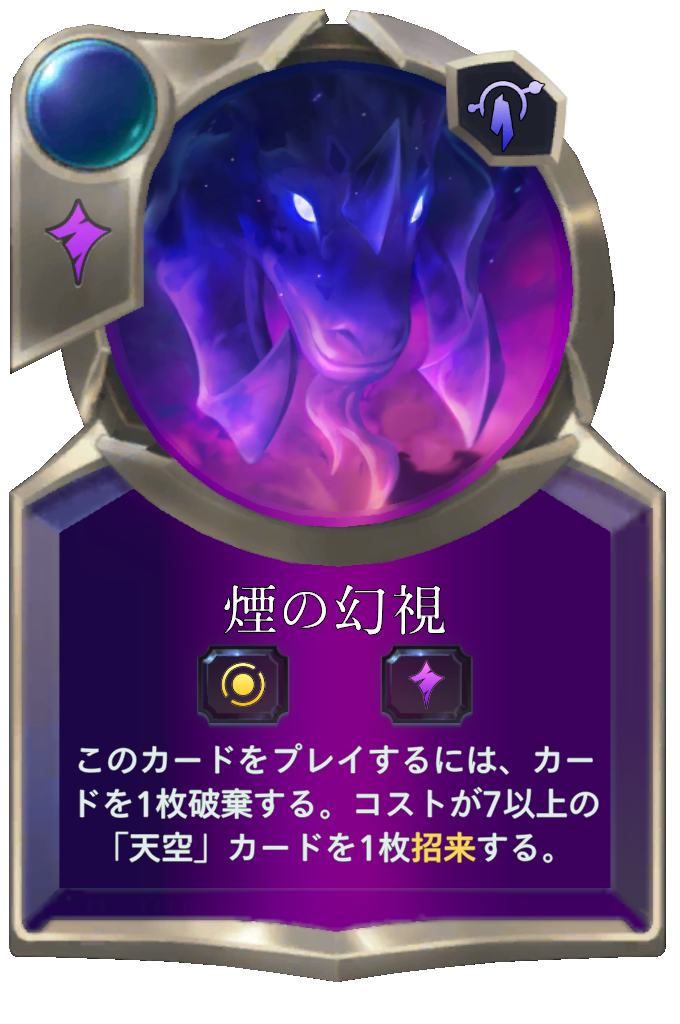 煙の幻視
このカードをプレイするには、カー
ドを1枚破棄する。コストが7以上の
「天空」カードを1枚招来する。